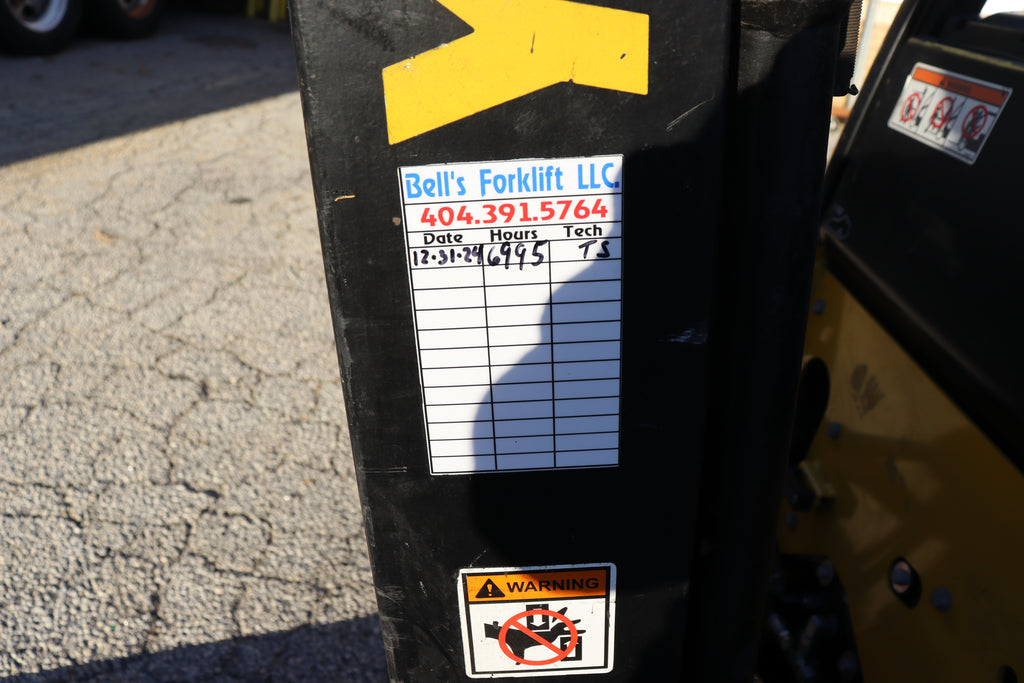 Bell's Forklift LLC.
404.391.5764
Date Hours Tech
12.31.24 6995 TS
WARNING